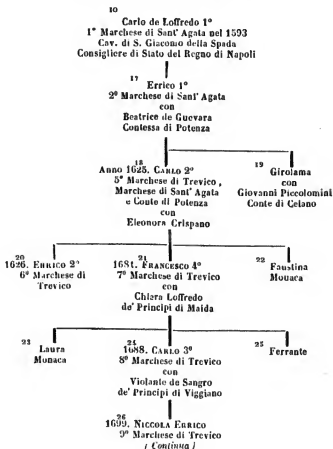 10
Carlo de Loffredo 1°
1° Marchese di Sant' Agata nel 1593
Cav. di S. Giacomo della Spada
Consigliere di Stato del Regno di Napoli
17
Errico 1°
2° Marchese di Sant' Agata
con
Beatrice de Guevara
Contessa di Potenza
18
Anno 1625. CARLO 2°
5° Marchese di Trevico,
Marchese di Sant' Agata
e Conte di Potenza
con
Eleonora Crispano
19
Girolama
con
Giovanni Piccolomini
Conte di Celano
20
1626. ERRICO 2°
6° Marchese di
Trevico
21
1681. FRANCESCO 4°
7° Marchese di Trevico
con
Chiara Loffredo
de' Principi di Maida
22
Faustina
Monaca
23
Laura
Monaca
24
1688. CARLO 3°
8° Marchese di Trevico
con
Violante de Sangro
de' Principi di Viggiano
25
Ferrante
26
1699. NICCOLA ERRICO
9° Marchese di Trevico
( Continua )